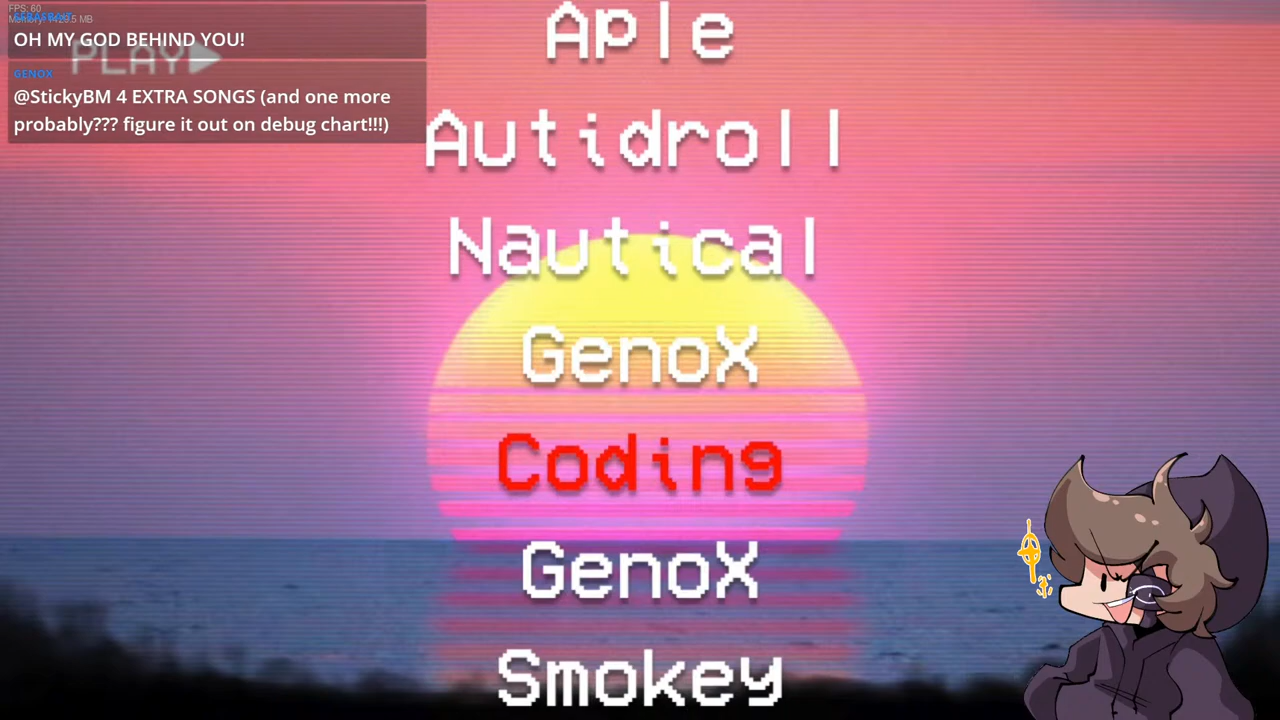 FPS: 60
OH MY GOD BEHIND YOU!
PLAY
GENOX
@StickyBM 4 EXTRA SONGS (and one more
probably??? figure it out on debug chart!!!)
Aple
Autidroll
Nautical
GenoX
Coding
GenoX
Smokey